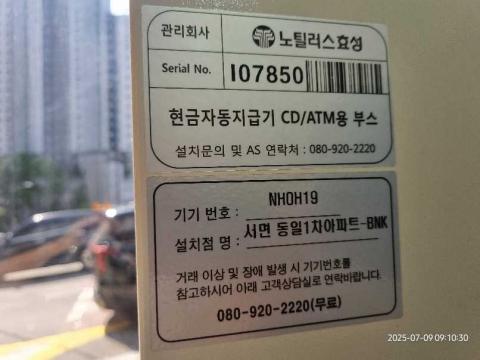 관리회사 노틸러스효성
Serial No. I07850
현금자동지급기 CD/ATM용 부스
설치문의 및 AS 연락처 : 080-920-2220
기기 번호 : NHOH19
설치점 명 : 서면 동일1차아파트-BNK
거래 이상 및 장애 발생 시 기기번호를
참고하시어 아래 고객상담실로 연락바랍니다.
080-920-2220(무료)
2025-07-09 09:10:30